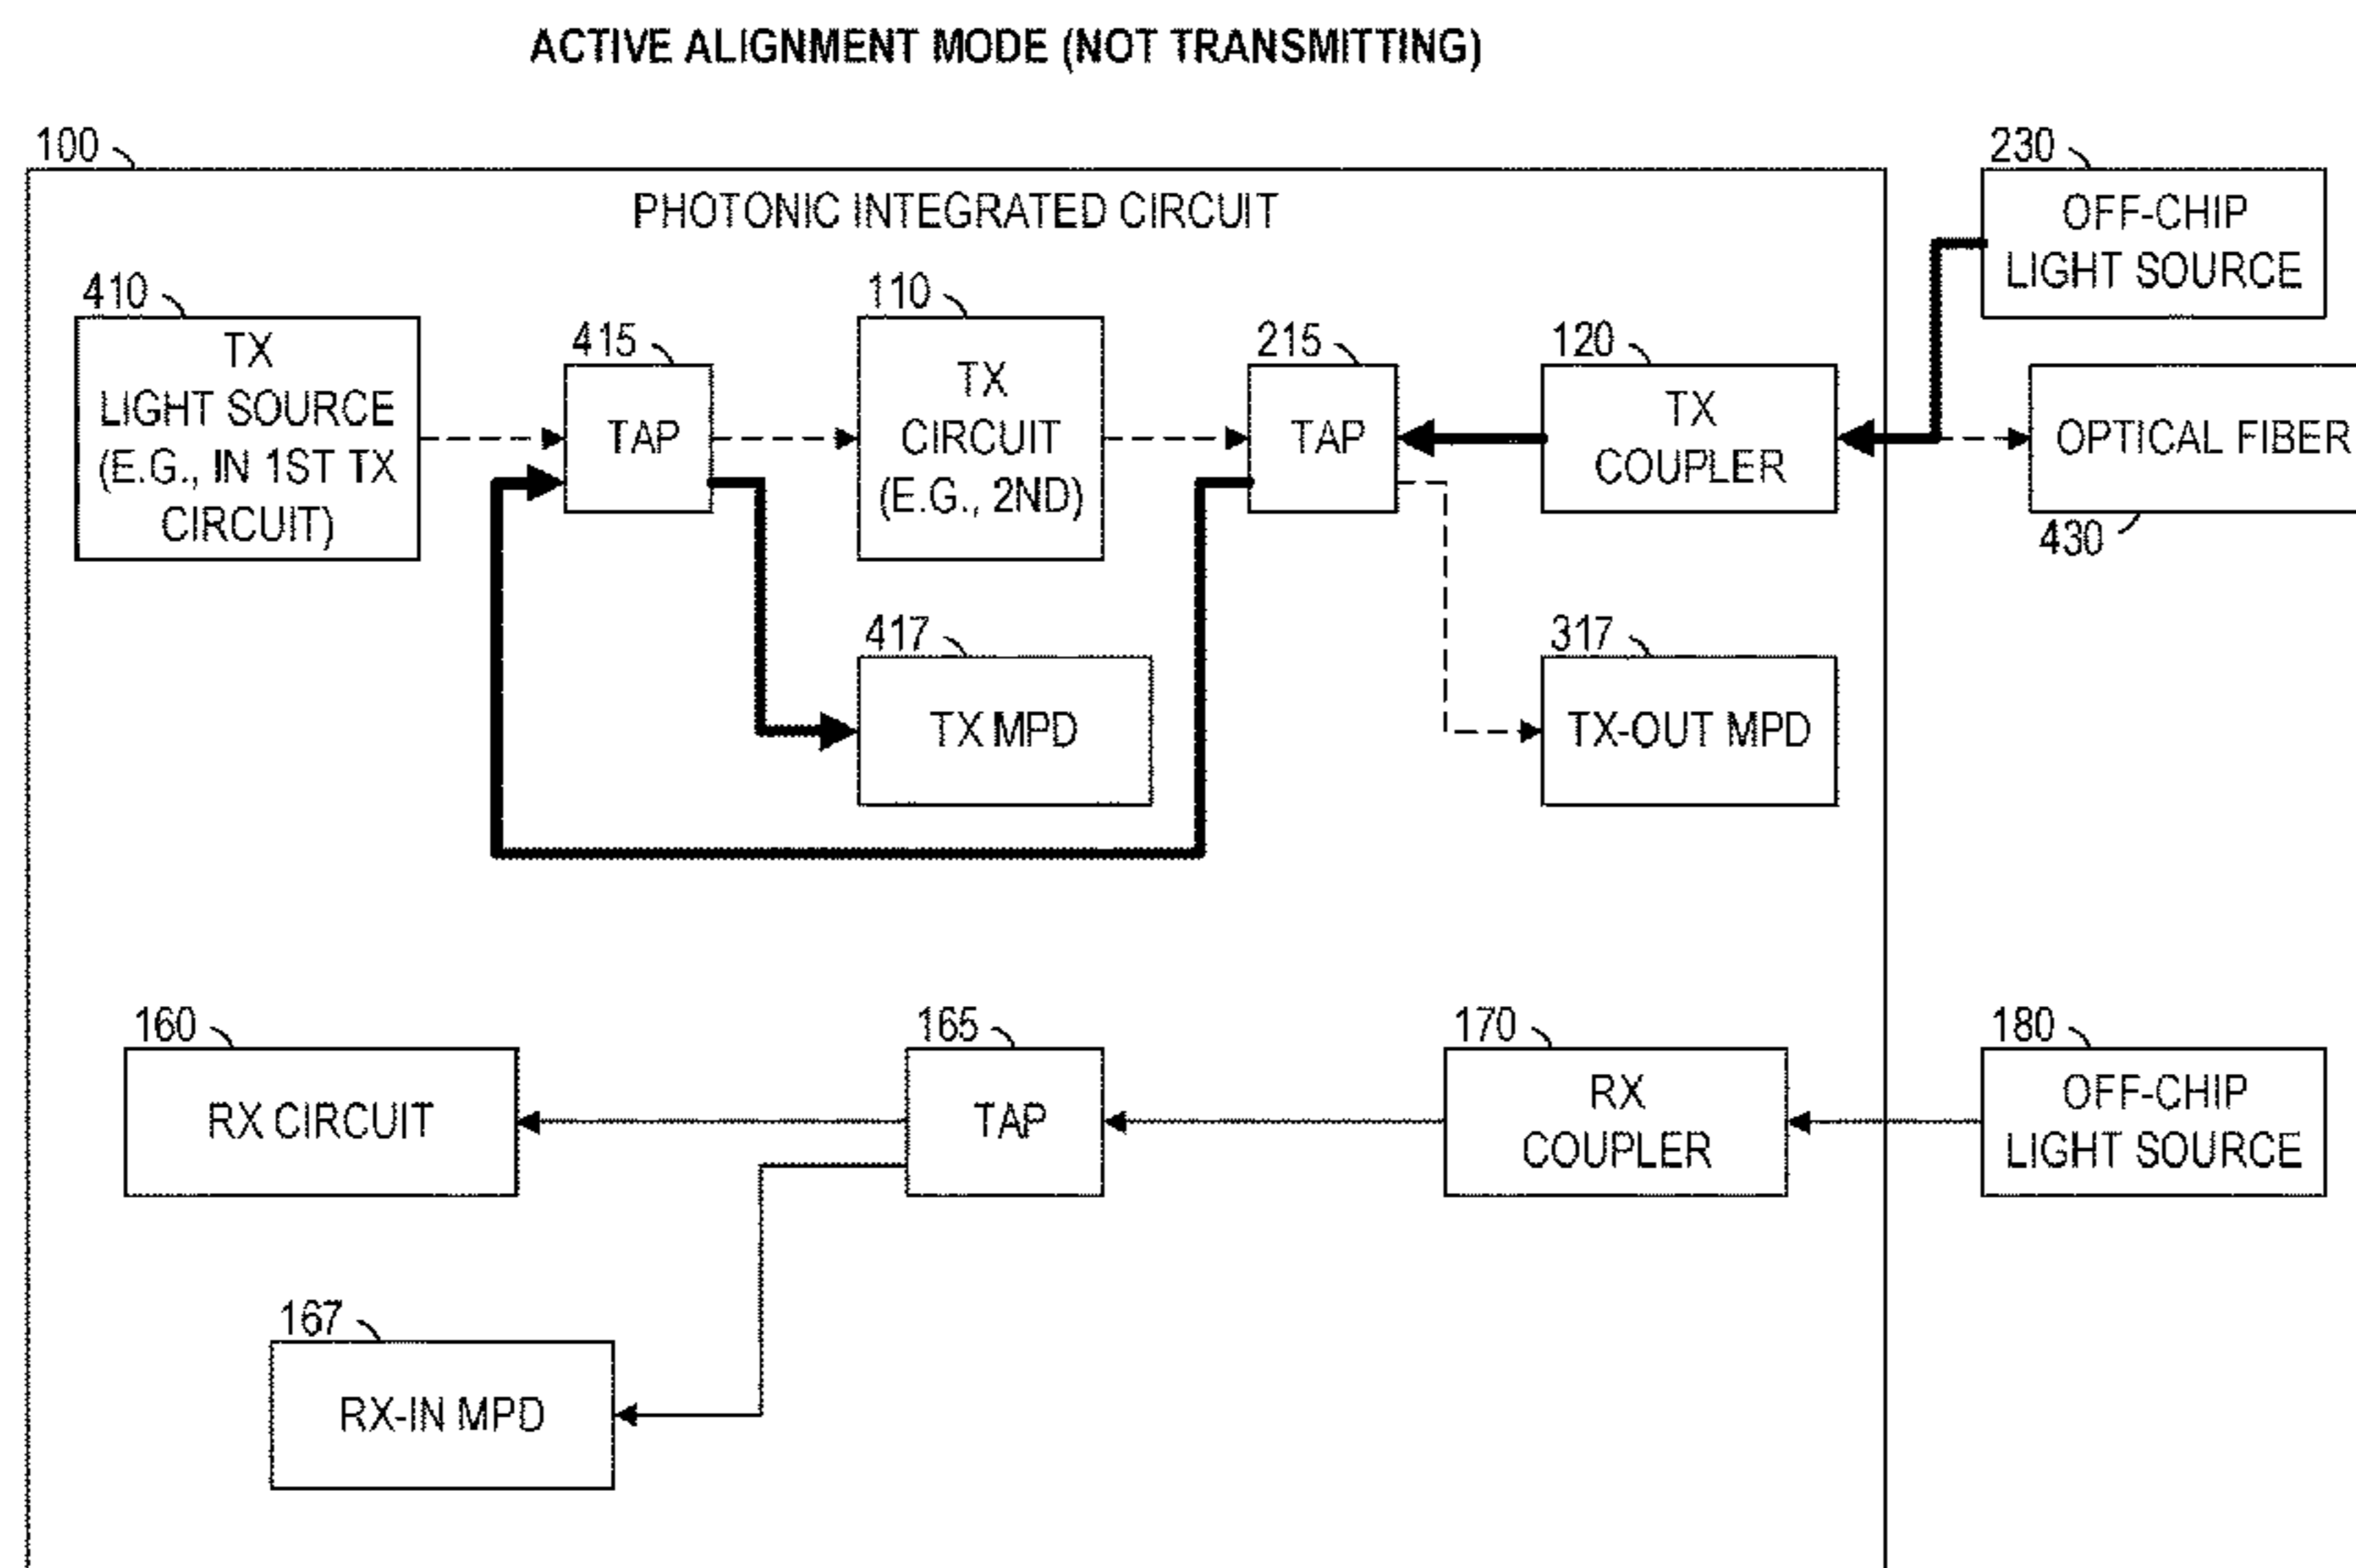 ACTIVE ALIGNMENT MODE (NOT TRANSMITTING)
100
230
PHOTONIC INTEGRATED CIRCUIT
OFF-CHIP
LIGHT SOURCE
410
TX
LIGHT SOURCE
(E.G., IN 1ST TX
CIRCUIT)
415
TAP
110
TX
CIRCUIT
(E.G., 2ND)
215
TAP
120
TX
COUPLER
OPTICAL FIBER
430
417
TX MPD
317
TX-OUT MPD
160
RX CIRCUIT
165
TAP
170
RX
COUPLER
180
OFF-CHIP
LIGHT SOURCE
167
RX-IN MPD